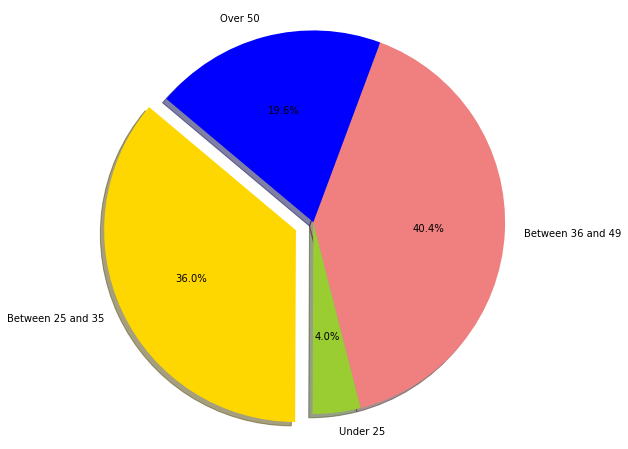 Over 50
19.6%
40.4%
Between 36 and 49
36.0%
Between 25 and 35
4.0%
Under 25